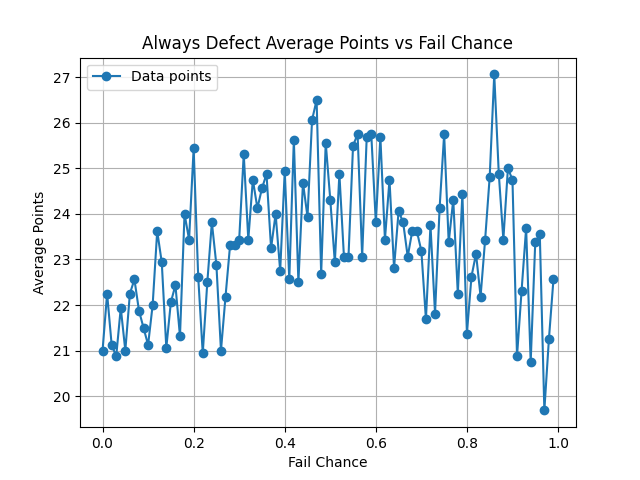 Always Defect Average Points vs Fail Chance
Data points
27
26
25
24
23
22
21
20
Average Points
0.0 0.2 0.4 0.6 0.8 1.0
Fail Chance